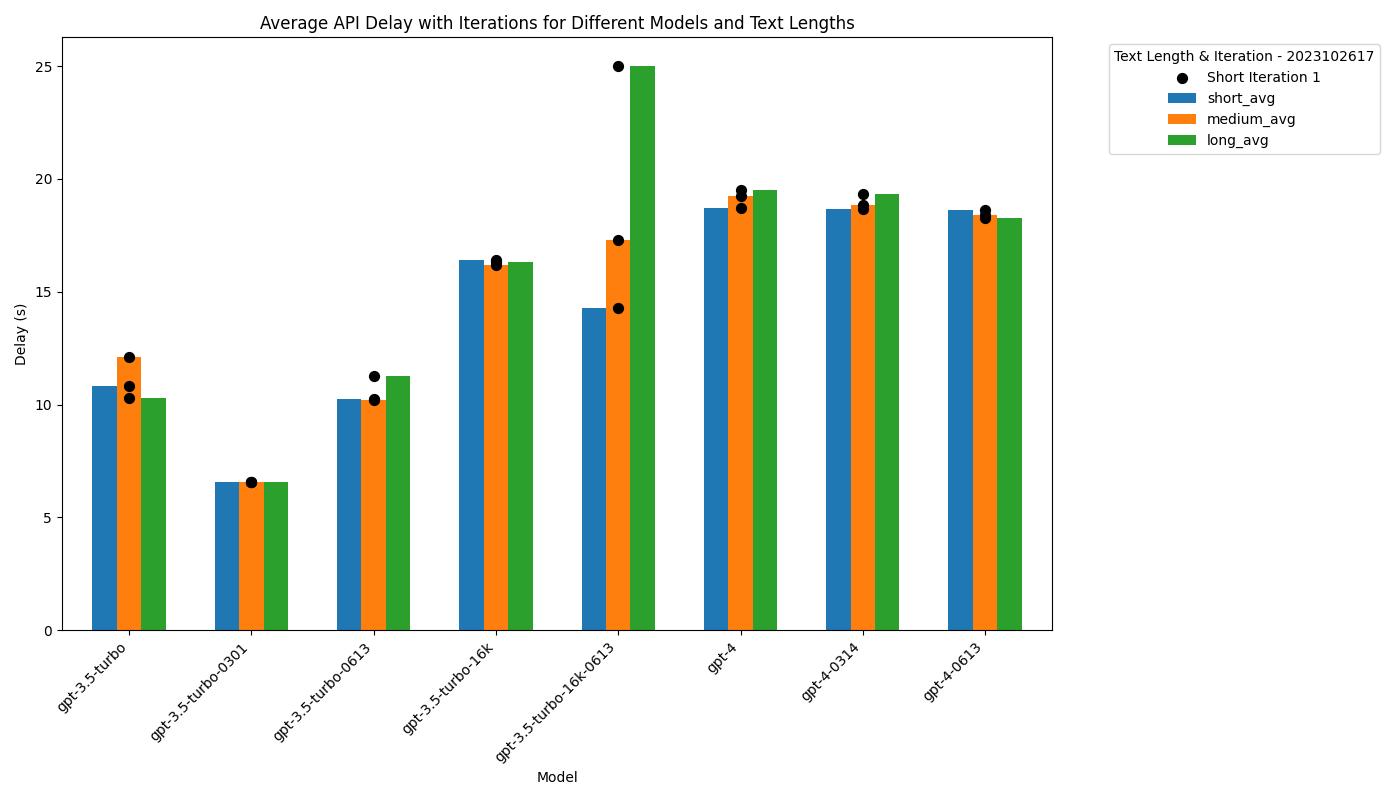 Average API Delay with Iterations for Different Models and Text Lengths
Text Length & Iteration - 2023102617
Short Iteration 1
short_avg
medium_avg
long_avg
Delay (s)
25
20
15
10
5
0
gpt-3.5-turbo
gpt-3.5-turbo-0301
gpt-3.5-turbo-0613
gpt-3.5-turbo-16k
gpt-3.5-turbo-16k-0613
gpt-4
gpt-4-0314
gpt-4-0613
Model